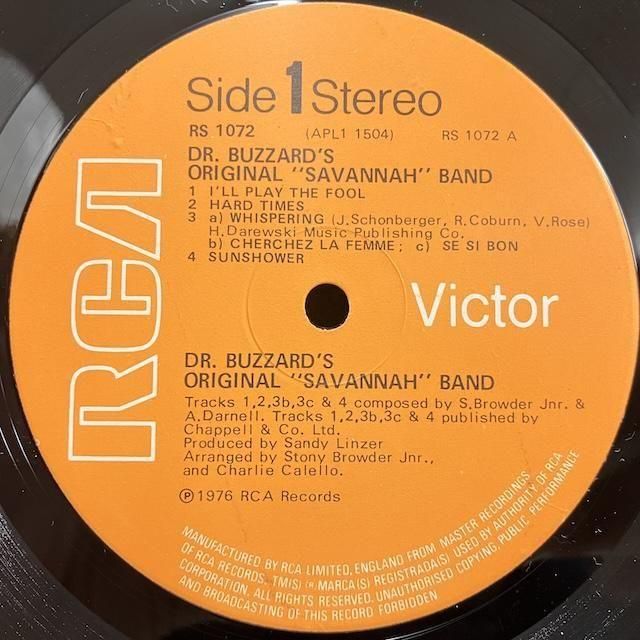 Side 1 Stereo
RS 1072 (APL1 1504) RS 1072 A
DR. BUZZARD'S
ORIGINAL "SAVANNAH" BAND
1 I'LL PLAY THE FOOL
2 HARD TIMES
3 a) WHISPERING (J.Schonberger, R.Coburn, V.Rose)
H.Darewski Music Publishing Co.
b) CHERCHEZ LA FEMME; c) SE SI BON
4 SUNSHOWER
RCA
Victor
DR. BUZZARD'S
ORIGINAL "SAVANNAH" BAND
Tracks 1,2,3b,3c & 4 composed by S.Browder Jnr. &
A.Darnell. Tracks 1,2,3b,3c & 4 published by
Chappell & Co. Ltd.
Produced by Sandy Linzer
Arranged by Stony Browder Jnr.,
and Charlie Calello.
℗ 1976 RCA Records
MANUFACTURED BY RCA LIMITED, ENGLAND FROM MASTER RECORDINGS
OF RCA RECORDS, TM(S) ®, MARCA(S) REGISTRADA(S) USED BY AUTHORITY OF RCA
CORPORATION. ALL RIGHTS RESERVED. UNAUTHORISED COPYING, PUBLIC PERFORMANCE
AND BROADCASTING OF THIS RECORD FORBIDDEN